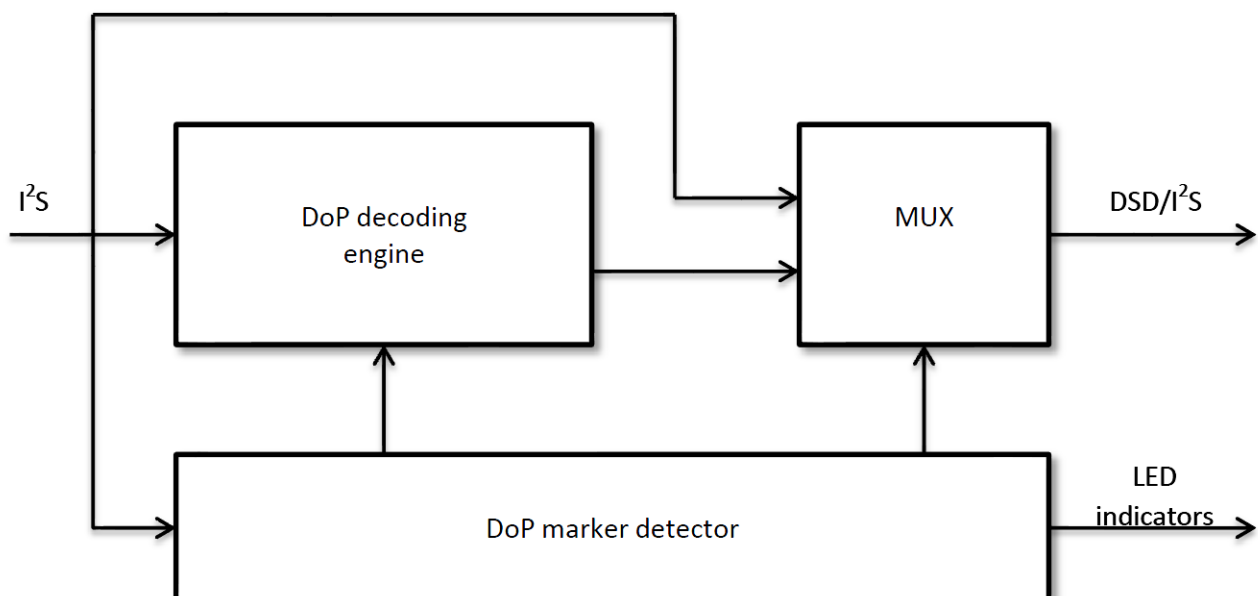 I²S
DoP decoding
engine
MUX
DSD/I²S
DoP marker detector
LED
indicators